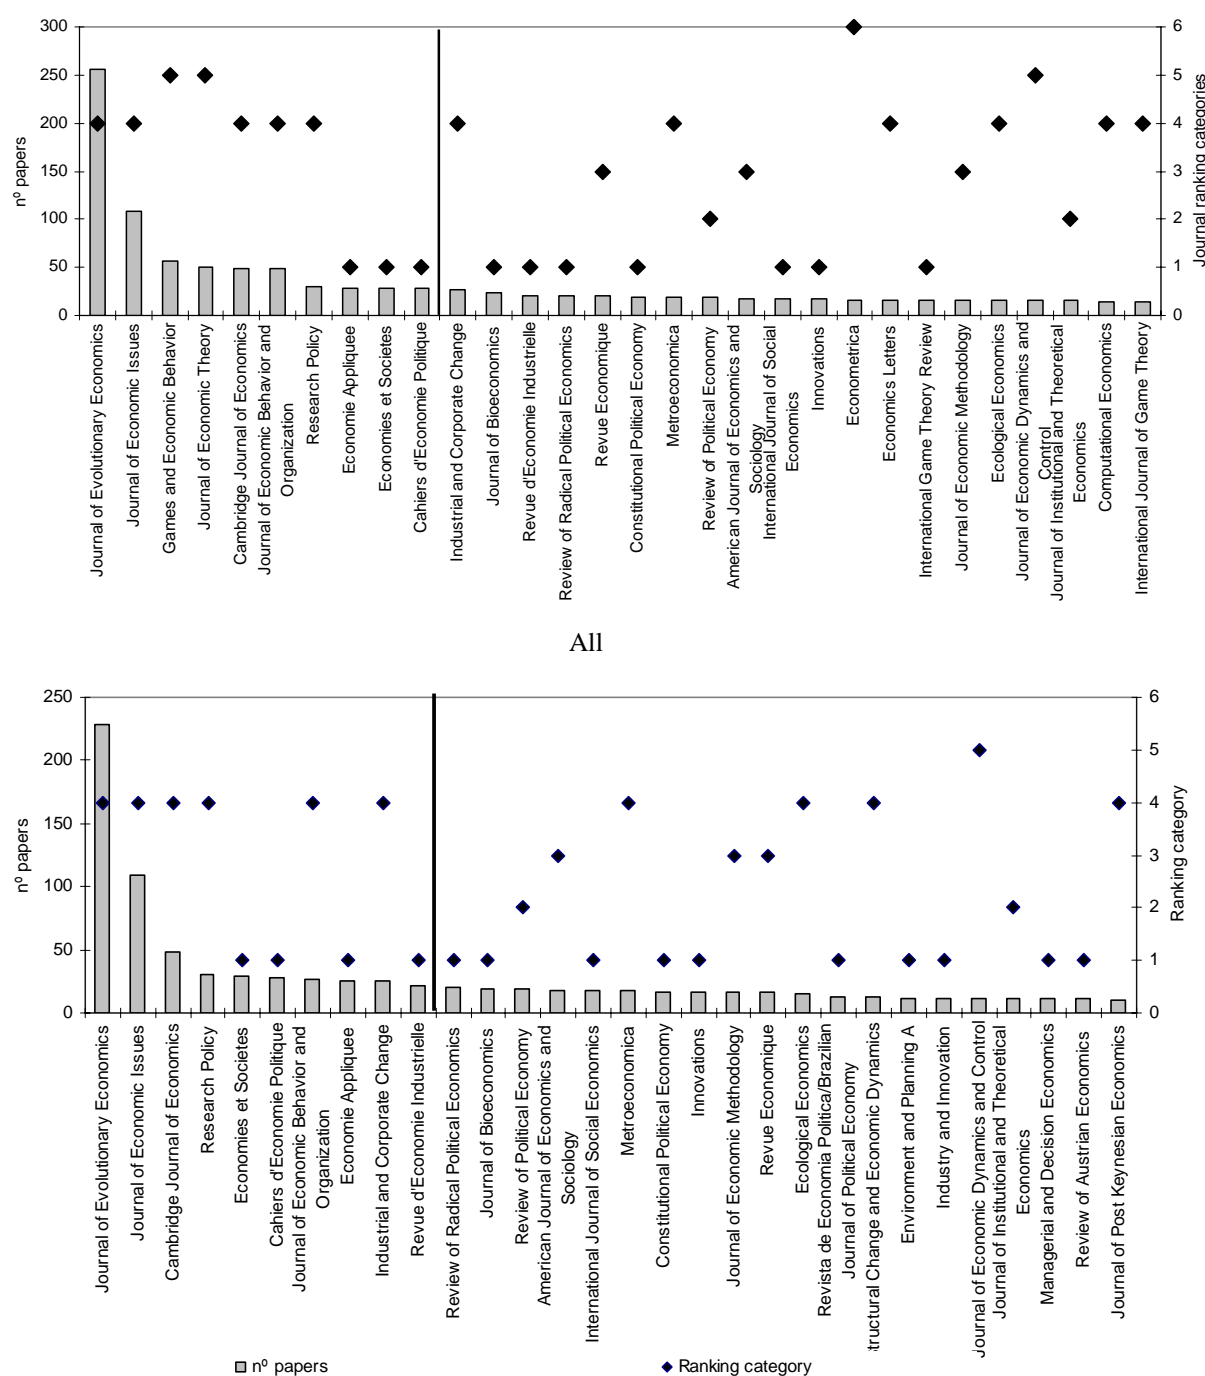 300
250
200
150
100
50
0
nº papers
6
5
4
3
2
1
0
Journal ranking categories
Journal of Evolutionary Economics
Journal of Economic Issues
Games and Economic Behavior
Journal of Economic Theory
Cambridge Journal of Economics
Journal of Economic Behavior and
Organization
Research Policy
Economie Appliquee
Economies et Societes
Cahiers d'Economie Politique
Industrial and Corporate Change
Journal of Bioeconomics
Revue d'Economie Industrielle
Review of Radical Political Economics
Revue Economique
Constitutional Political Economy
Metroeconomica
Review of Political Economy
American Journal of Economics and
Sociology
International Journal of Social
Economics
Innovations
Econometrica
Economics Letters
International Game Theory Review
Journal of Economic Methodology
Ecological Economics
Journal of Economic Dynamics and
Control
Journal of Institutional and Theoretical
Economics
Computational Economics
International Journal of Game Theory
All
250
200
150
100
50
0
nº papers
6
5
4
3
2
1
0
Ranking category
Journal of Evolutionary Economics
Journal of Economic Issues
Cambridge Journal of Economics
Research Policy
Economies et Societes
Cahiers d'Economie Politique
Journal of Economic Behavior and
Organization
Economie Appliquee
Industrial and Corporate Change
Revue d'Economie Industrielle
Review of Radical Political Economics
Journal of Bioeconomics
Review of Political Economy
American Journal of Economics and
Sociology
International Journal of Social Economics
Metroeconomica
Constitutional Political Economy
Innovations
Journal of Economic Methodology
Revue Economique
Ecological Economics
Revista de Economia Politica/Brazilian
Journal of Political Economy
Structural Change and Economic Dynamics
Environment and Planning A
Industry and Innovation
Journal of Economic Dynamics and Control
Journal of Institutional and Theoretical
Economics
Managerial and Decision Economics
Review of Austrian Economics
Journal of Post Keynesian Economics
nº papers
Ranking category